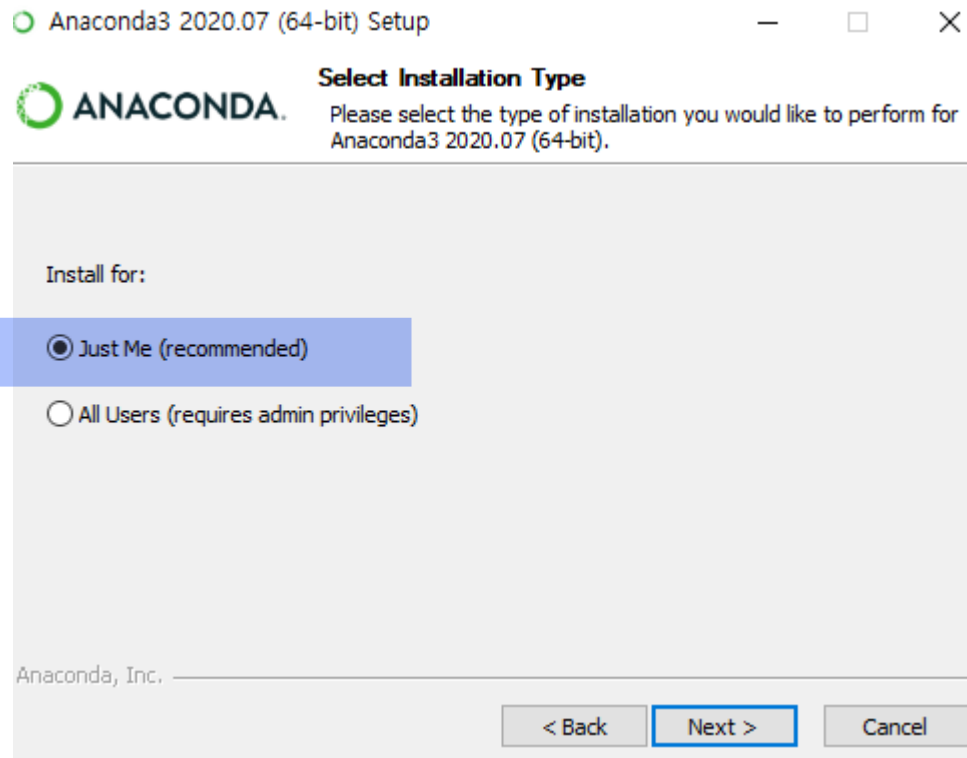 Anaconda3 2020.07 (64-bit) Setup
ANACONDA.
Select Installation Type
Please select the type of installation you would like to perform for
Anaconda3 2020.07 (64-bit).
Install for:
Just Me (recommended)
All Users (requires admin privileges)
Anaconda, Inc.
< Back
Next >
Cancel